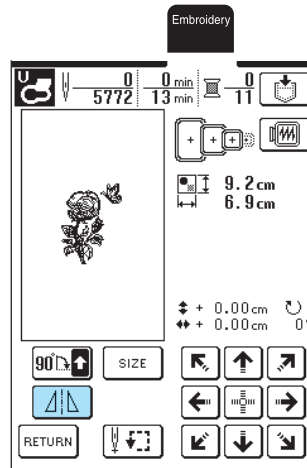 Embroidery
U 0 0 min 0
5772 13 min 11
9.2 cm
6.9 cm
+ 0.00 cm
+ 0.00 cm 0°
90° SIZE
RETURN